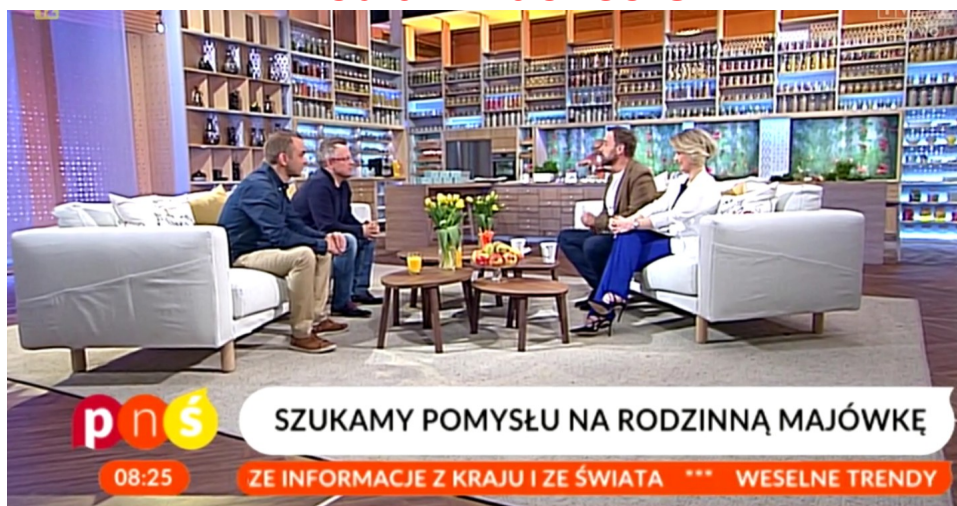 pnś
SZUKAMY POMYSŁU NA RODZINNĄ MAJÓWKĘ
08:25
ZE INFORMACJE Z KRAJU I ZE ŚWIATA *** WESELNE TRENDY